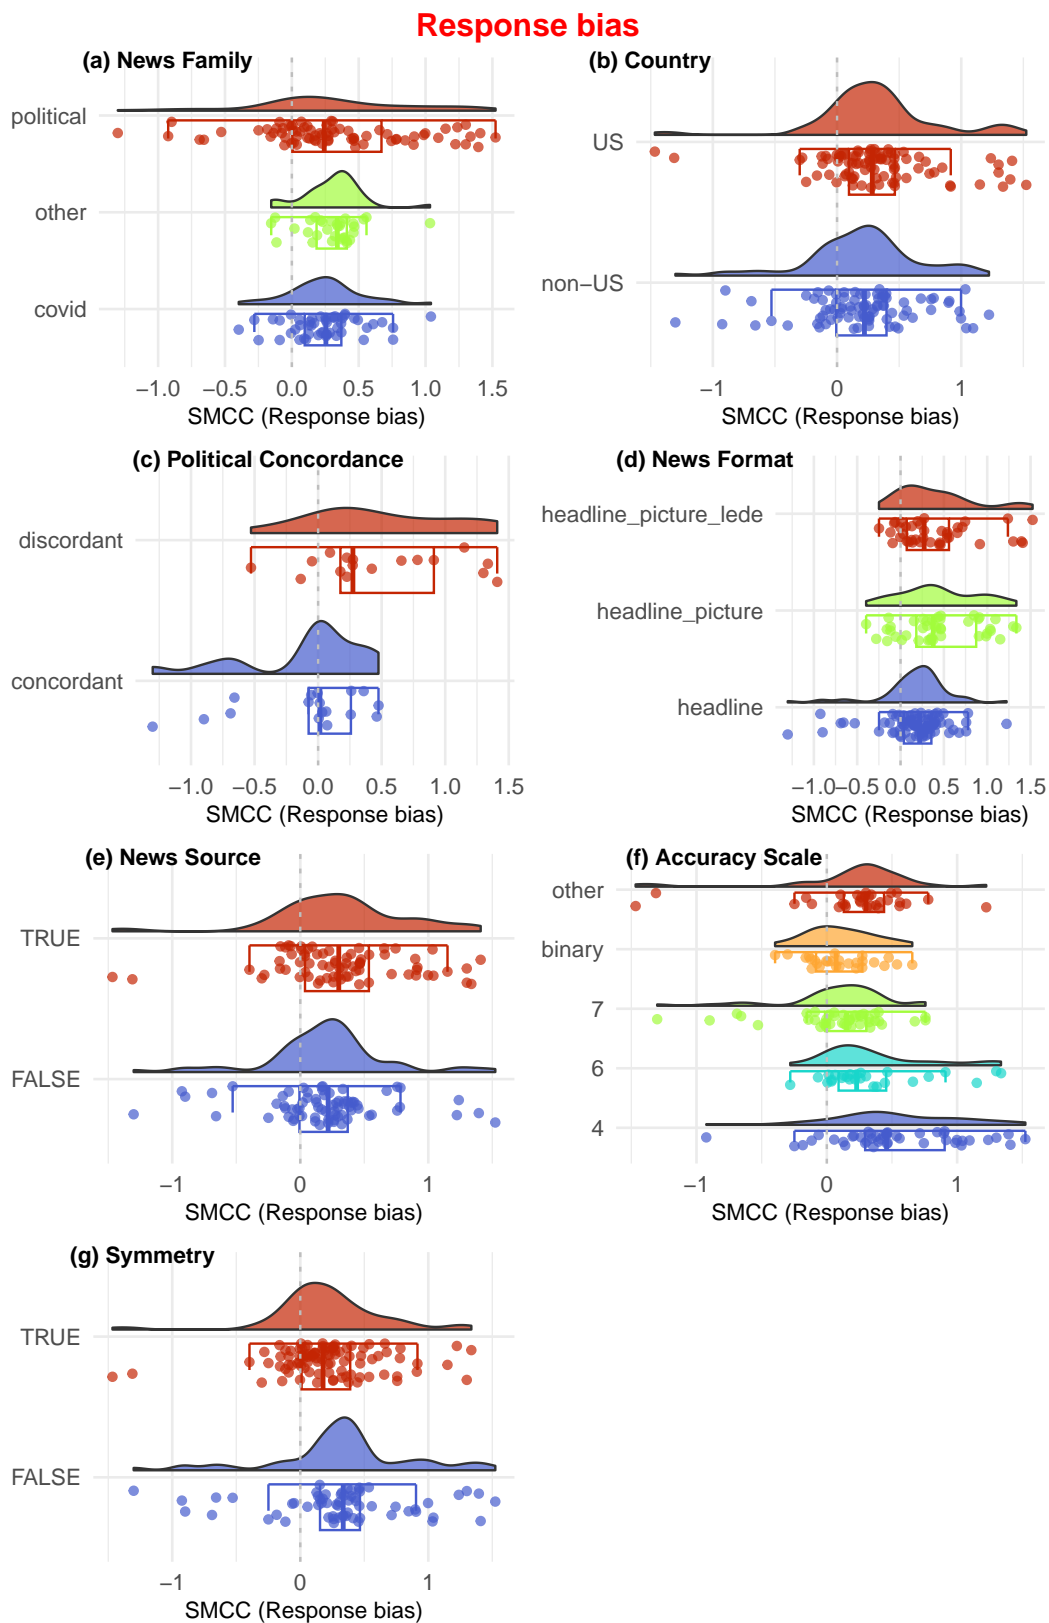 Response bias
(a) News Family
political
other
covid
−1.0 −0.5 0.0 0.5 1.0 1.5
SMCC (Response bias)
(b) Country
US
non−US
−1 0 1
SMCC (Response bias)
(c) Political Concordance
discordant
concordant
−1.0 −0.5 0.0 0.5 1.0 1.5
SMCC (Response bias)
(d) News Format
headline_picture_lede
headline_picture
headline
−1.0 −0.5 0.0 0.5 1.0 1.5
SMCC (Response bias)
(e) News Source
TRUE
FALSE
−1 0 1
SMCC (Response bias)
(f) Accuracy Scale
other
binary
7
6
4
−1 0 1
SMCC (Response bias)
(g) Symmetry
TRUE
FALSE
−1 0 1
SMCC (Response bias)